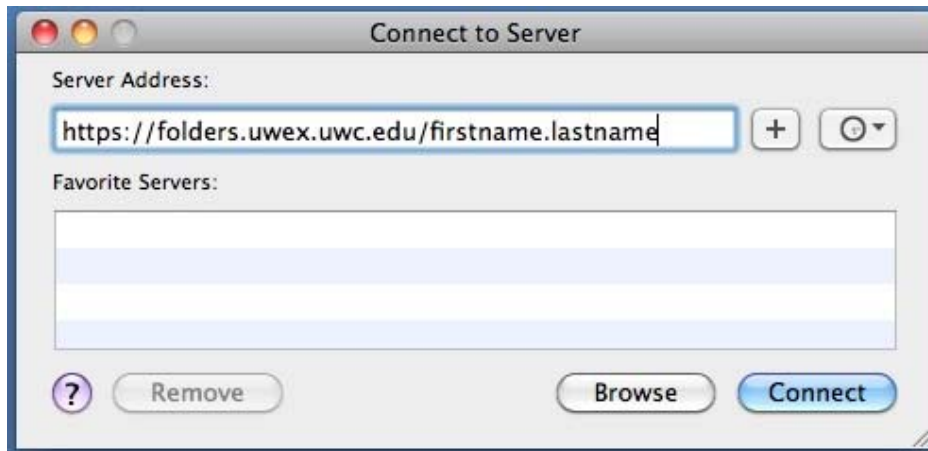 Connect to Server
Server Address:
https://folders.uwex.uwc.edu/firstname.lastname
+
Favorite Servers:
? Remove Browse Connect